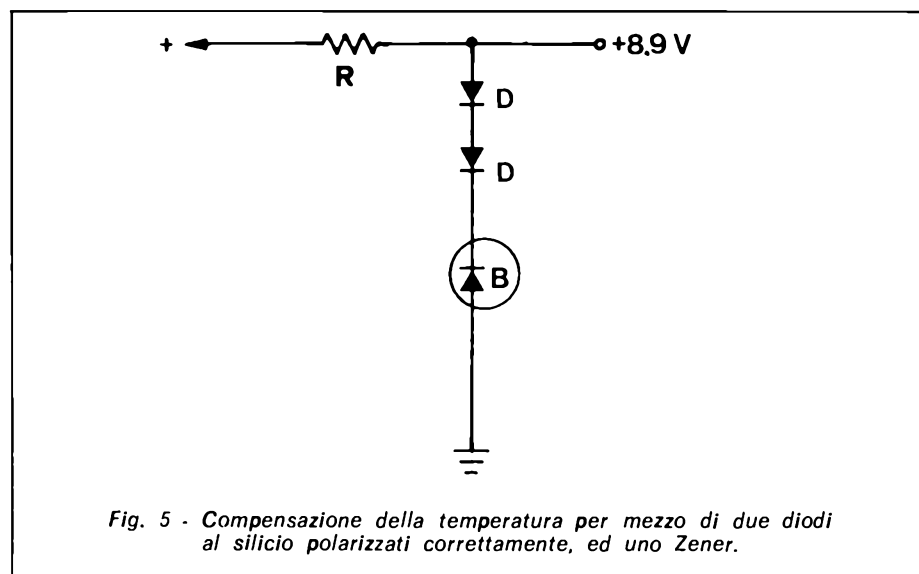 +
+8,9 V
R
D
D
B
Fig. 5 - Compensazione della temperatura per mezzo di due diodi
al silicio polarizzati correttamente, ed uno Zener.